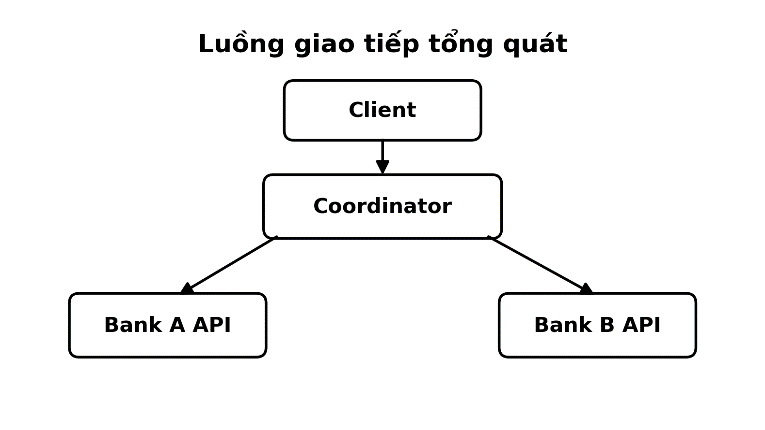 Luồng giao tiếp tổng quát
Client
Coordinator
Bank A API
Bank B API